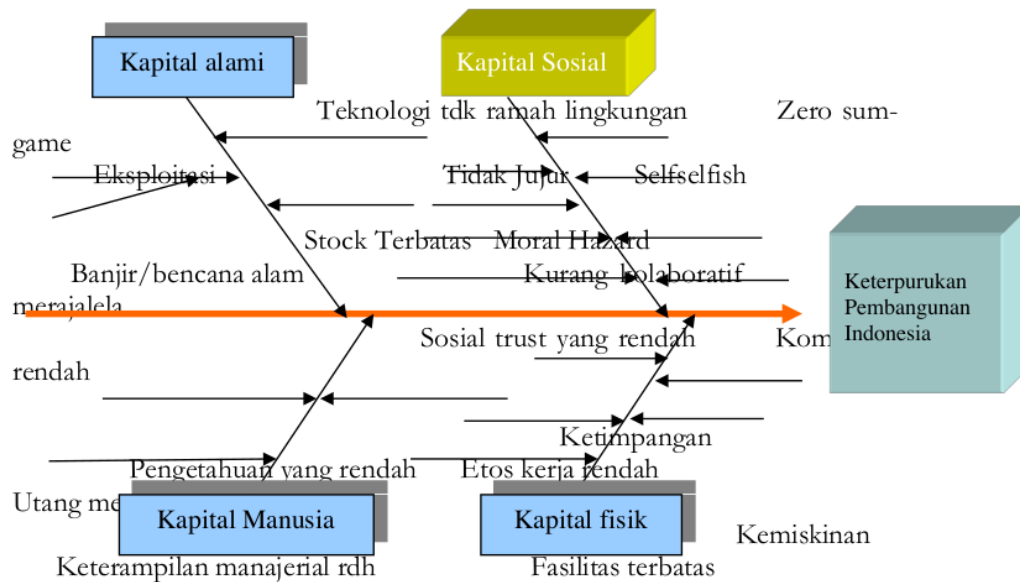 Kapital alami
Kapital Sosial
Teknologi tdk ramah lingkungan
Zero sum-
game
Eksploitasi
Tidak Jujur
Selfselfish
Stock Terbatas
Moral Hazard
Banjir/bencana alam
Kurang kolaboratif
merajalela
Keterpurukan
Pembangunan
Indonesia
Sosial trust yang rendah
rendah
Ketimpangan
Pengetahuan yang rendah
Etos kerja rendah
Utang
Kapital Manusia
Kapital fisik
Kemiskinan
Keterampilan manajerial rdh
Fasilitas terbatas